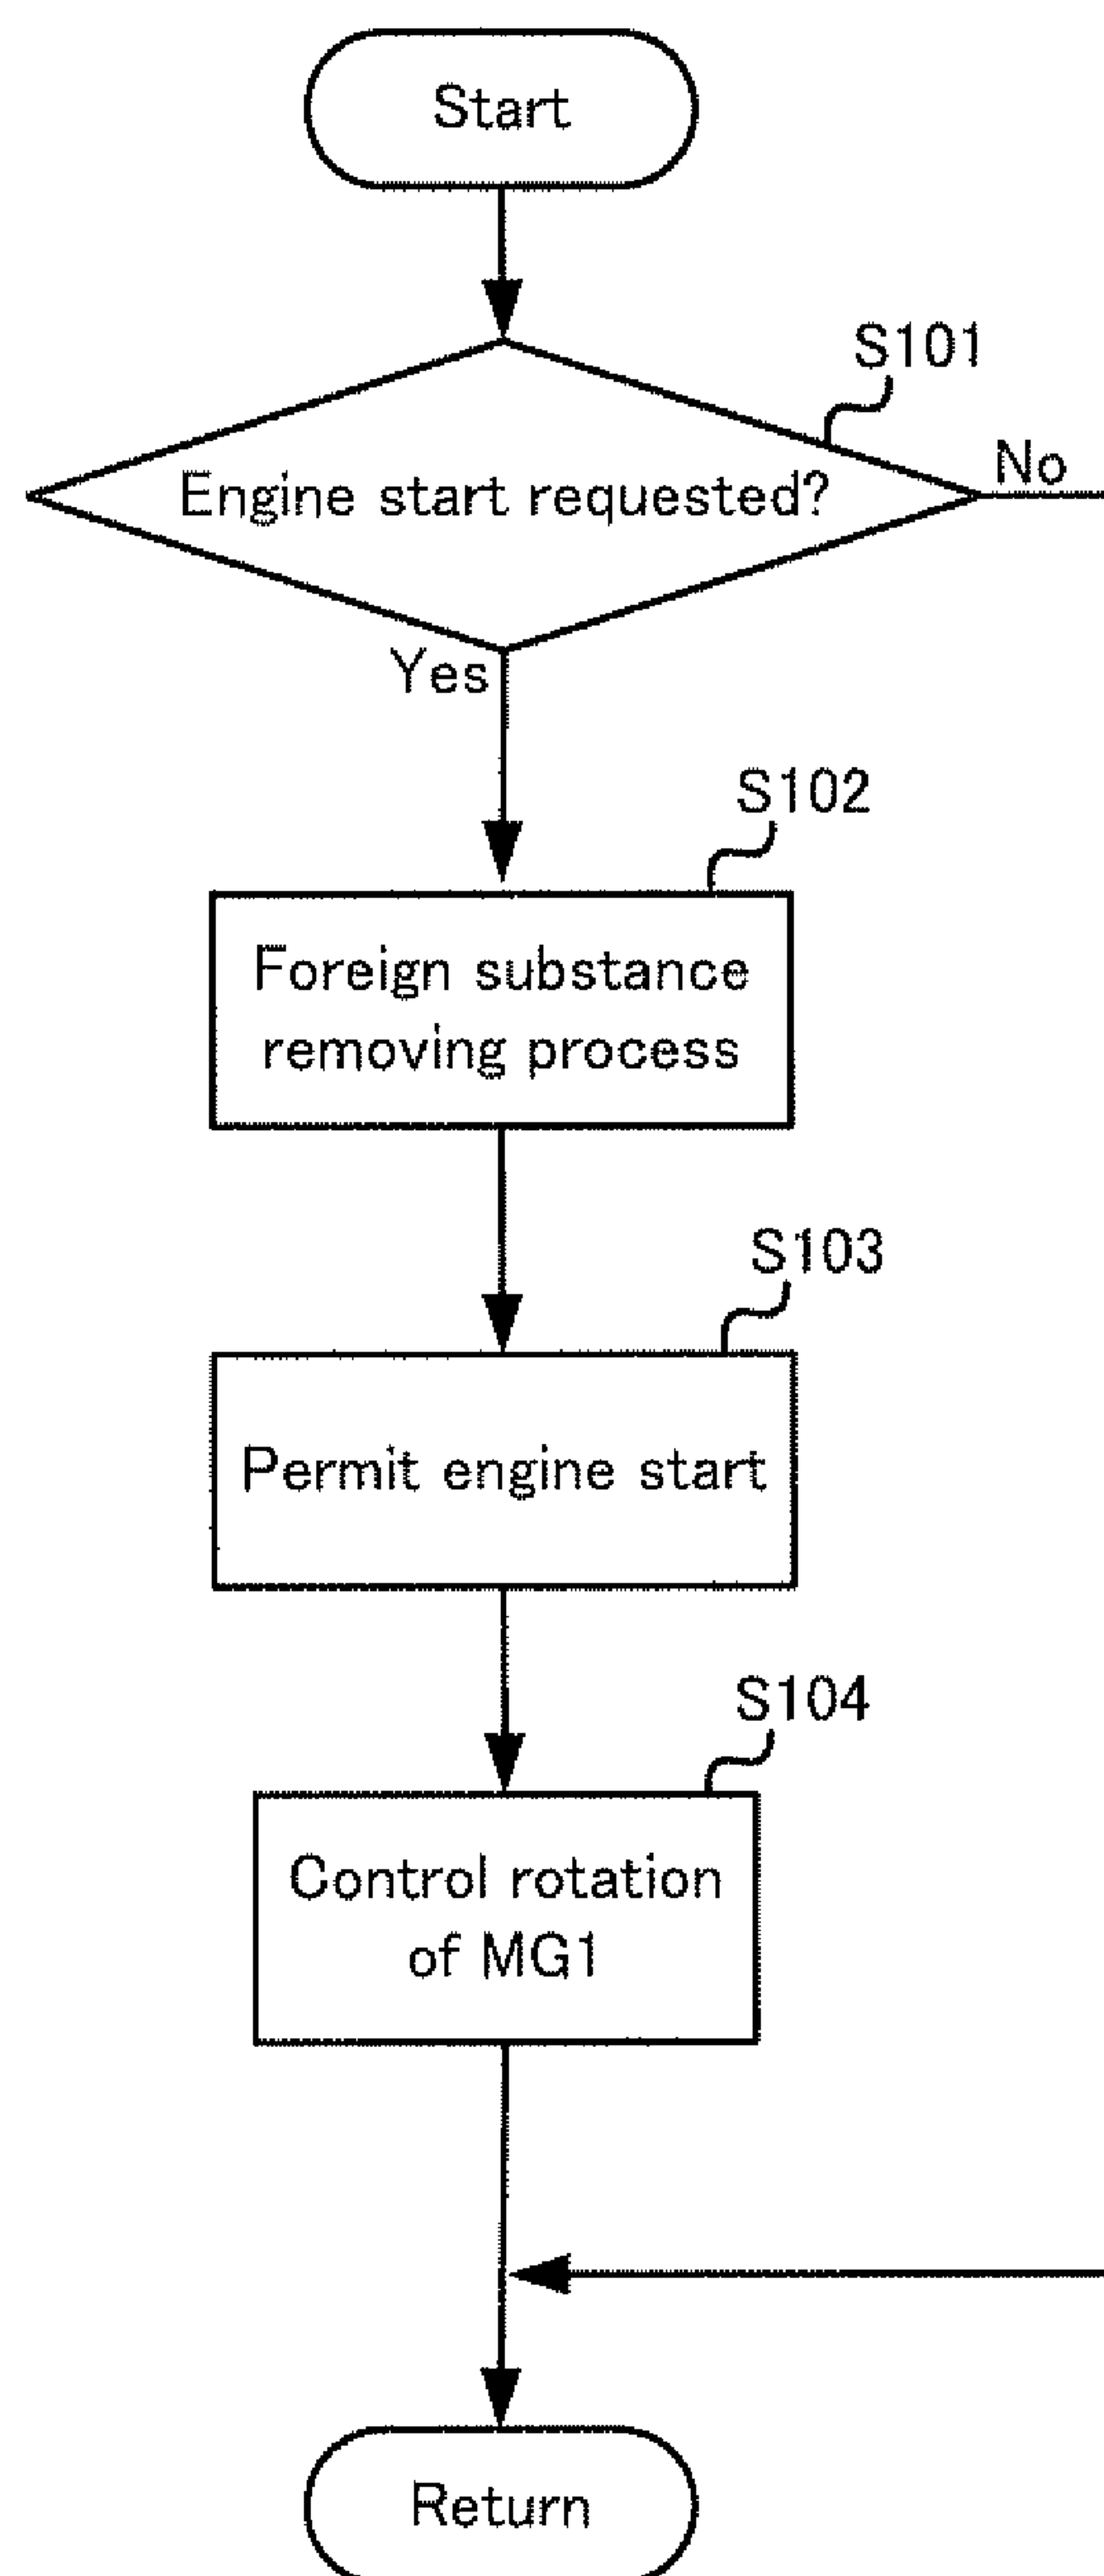 Start
S101
Engine start requested?
No
Yes
S102
Foreign substance
removing process
S103
Permit engine start
S104
Control rotation
of MG1
Return